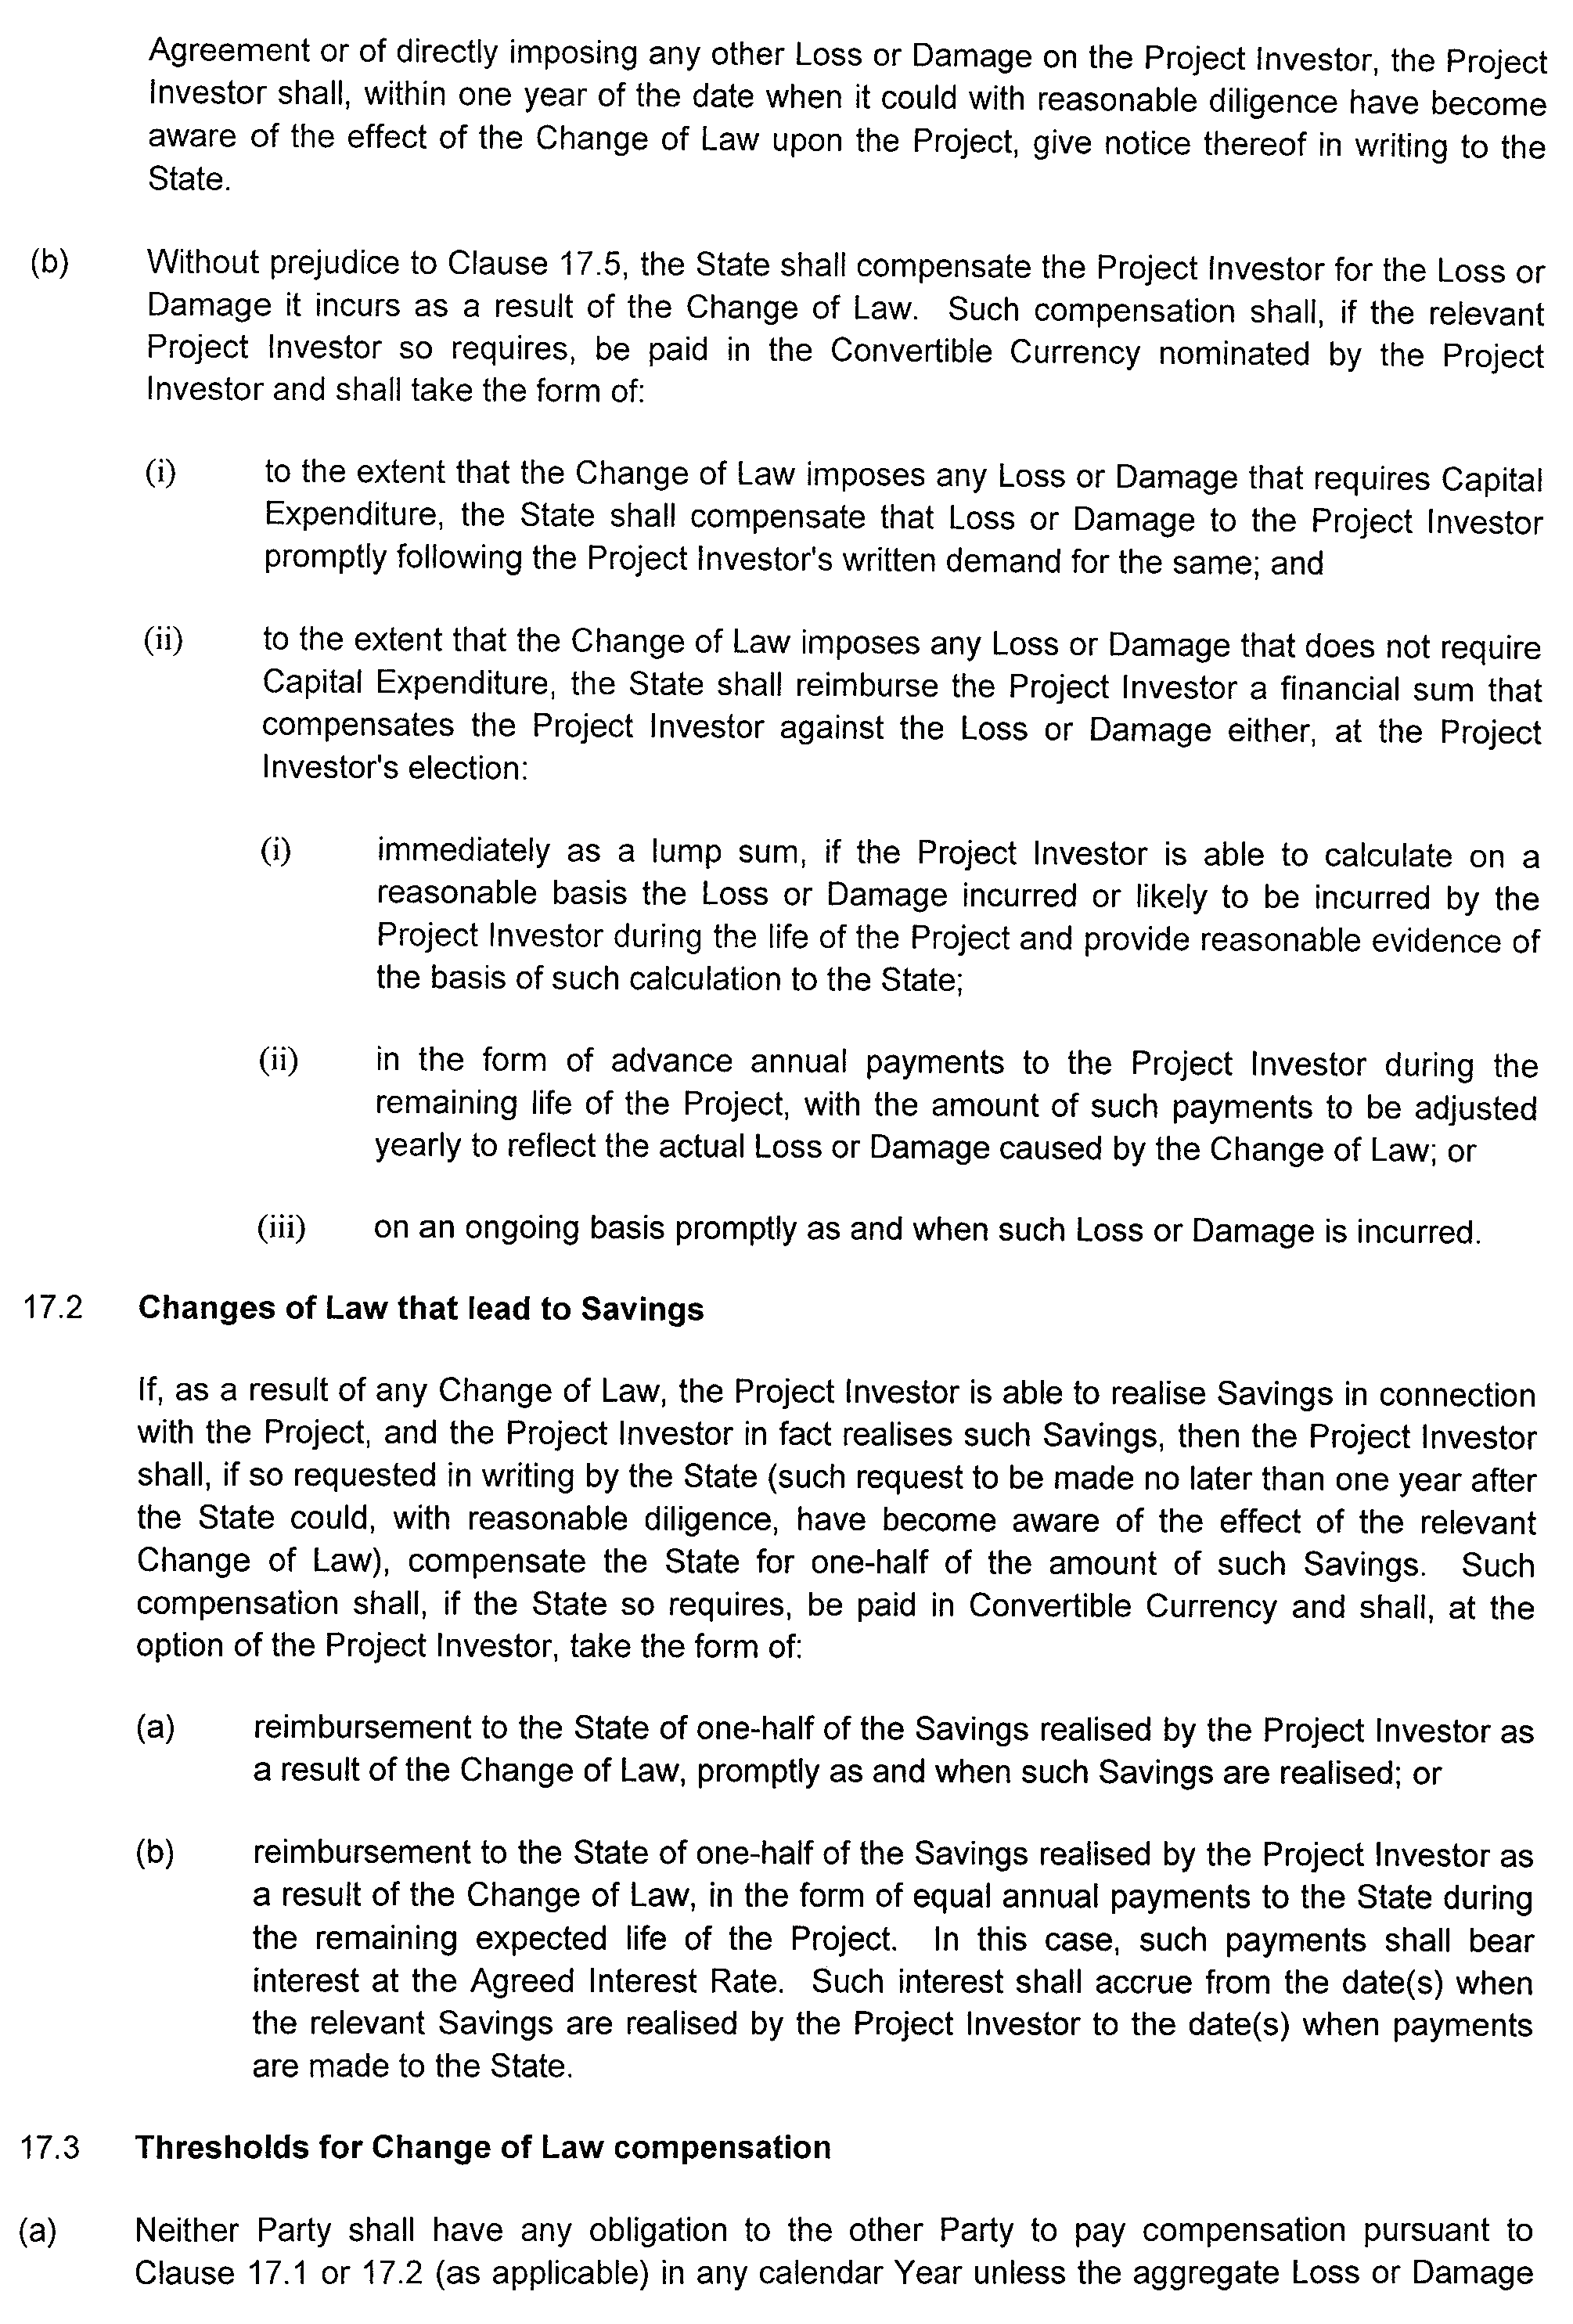 Agreement or of directly imposing any other Loss or Damage on the Project Investor, the Project
Investor shall, within one year of the date when it could with reasonable diligence have become
aware of the effect of the Change of Law upon the Project, give notice thereof in writing to the
State.
(b) Without prejudice to Clause 17.5, the State shall compensate the Project Investor for the Loss or
Damage it incurs as a result of the Change of Law. Such compensation shall, if the relevant
Project Investor so requires, be paid in the Convertible Currency nominated by the Project
Investor and shall take the form of:
(i) to the extent that the Change of Law imposes any Loss or Damage that requires Capital
Expenditure, the State shall compensate that Loss or Damage to the Project Investor
promptly following the Project Investor's written demand for the same; and
(ii) to the extent that the Change of Law imposes any Loss or Damage that does not require
Capital Expenditure, the State shall reimburse the Project Investor a financial sum that
compensates the Project Investor against the Loss or Damage either, at the Project
Investor's election:
(i) immediately as a lump sum, if the Project Investor is able to calculate on a
reasonable basis the Loss or Damage incurred or likely to be incurred by the
Project Investor during the life of the Project and provide reasonable evidence of
the basis of such calculation to the State;
(ii) in the form of advance annual payments to the Project Investor during the
remaining life of the Project, with the amount of such payments to be adjusted
yearly to reflect the actual Loss or Damage caused by the Change of Law; or
(iii) on an ongoing basis promptly as and when such Loss or Damage is incurred.
17.2 Changes of Law that lead to Savings
If, as a result of any Change of Law, the Project Investor is able to realise Savings in connection
with the Project, and the Project Investor in fact realises such Savings, then the Project Investor
shall, if so requested in writing by the State (such request to be made no later than one year after
the State could, with reasonable diligence, have become aware of the effect of the relevant
Change of Law), compensate the State for one-half of the amount of such Savings. Such
compensation shall, if the State so requires, be paid in Convertible Currency and shall, at the
option of the Project Investor, take the form of:
(a) reimbursement to the State of one-half of the Savings realised by the Project Investor as
a result of the Change of Law, promptly as and when such Savings are realised; or
(b) reimbursement to the State of one-half of the Savings realised by the Project Investor as
a result of the Change of Law, in the form of equal annual payments to the State during
the remaining expected life of the Project. In this case, such payments shall bear
interest at the Agreed Interest Rate. Such interest shall accrue from the date(s) when
the relevant Savings are realised by the Project Investor to the date(s) when payments
are made to the State.
17.3 Thresholds for Change of Law compensation
(a) Neither Party shall have any obligation to the other Party to pay compensation pursuant to
Clause 17.1 or 17.2 (as applicable) in any calendar Year unless the aggregate Loss or Damage